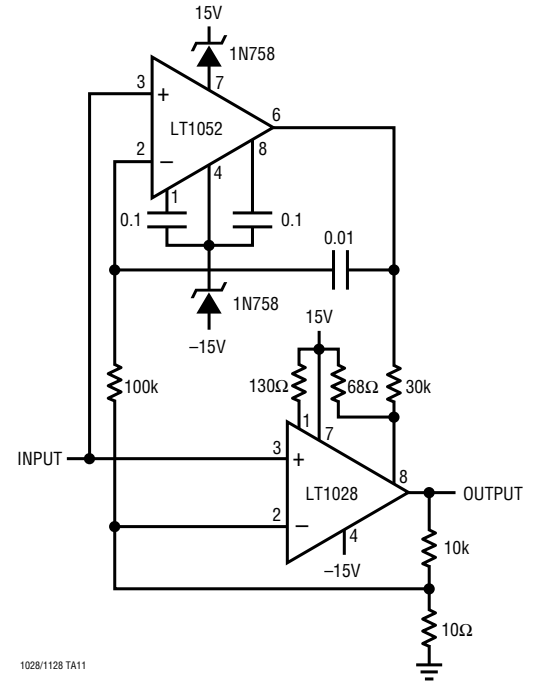 15V
1N758
3
+
7
LT1052
6
2
–
8
4
1
0.1
0.1
0.01
1N758
15V
–15V
100k
130Ω
68Ω
30k
1
7
INPUT
3
+
8
LT1028
OUTPUT
2
–
4
–15V
10k
10Ω
1028/1128 TA11